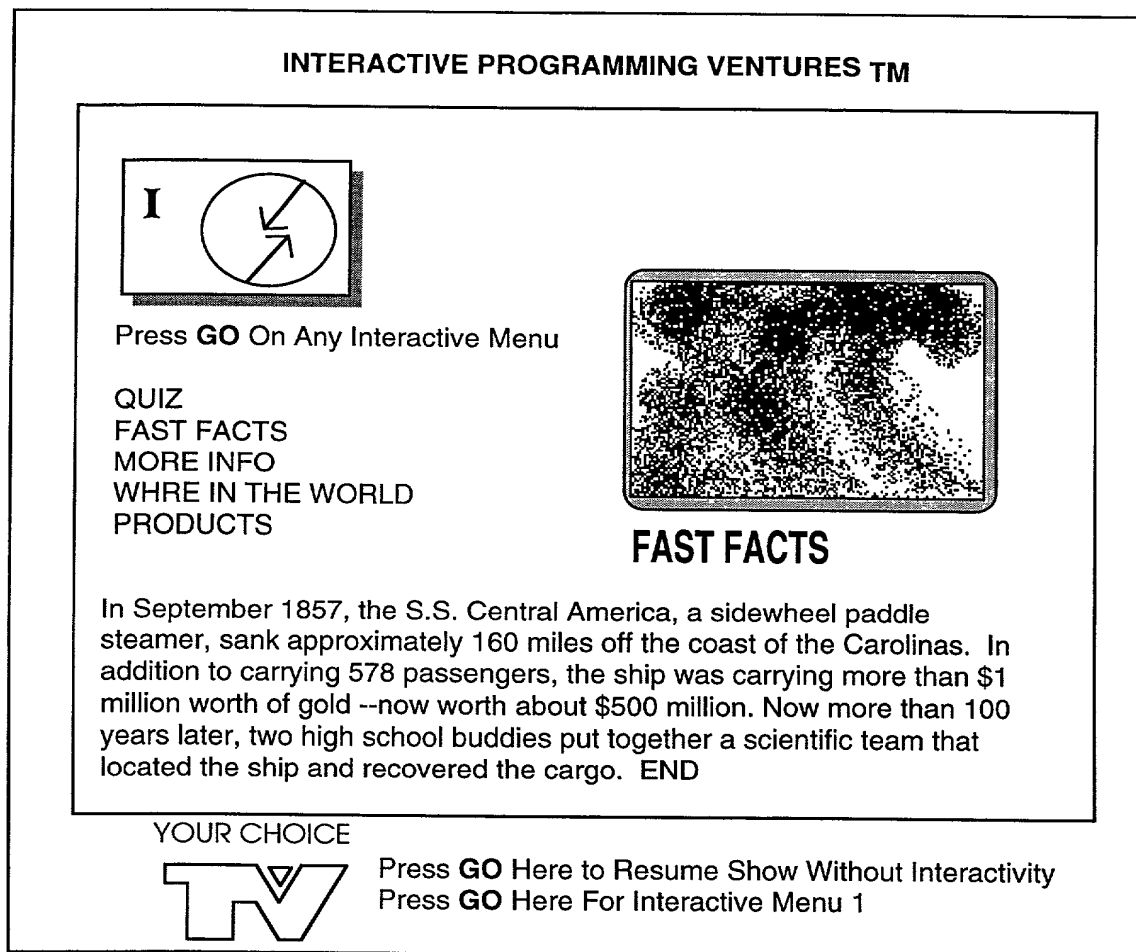 INTERACTIVE PROGRAMMING VENTURES TM
I
Press GO On Any Interactive Menu
QUIZ
FAST FACTS
MORE INFO
WHRE IN THE WORLD
PRODUCTS
FAST FACTS
In September 1857, the S.S. Central America, a sidewheel paddle
steamer, sank approximately 160 miles off the coast of the Carolinas. In
addition to carrying 578 passengers, the ship was carrying more than $1
million worth of gold --now worth about $500 million. Now more than 100
years later, two high school buddies put together a scientific team that
located the ship and recovered the cargo. END
YOUR CHOICE
TV
Press GO Here to Resume Show Without Interactivity
Press GO Here For Interactive Menu 1